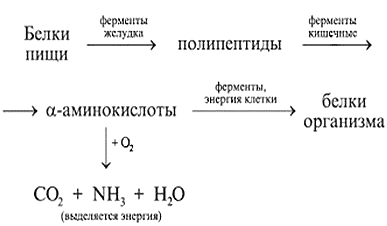 Белки пищи
ферменты желудка
полипептиды
ферменты кишечные
α-аминокислоты
ферменты, энергия клетки
белки организма
+ O₂
CO₂ + NH₃ + H₂O
(выделяется энергия)